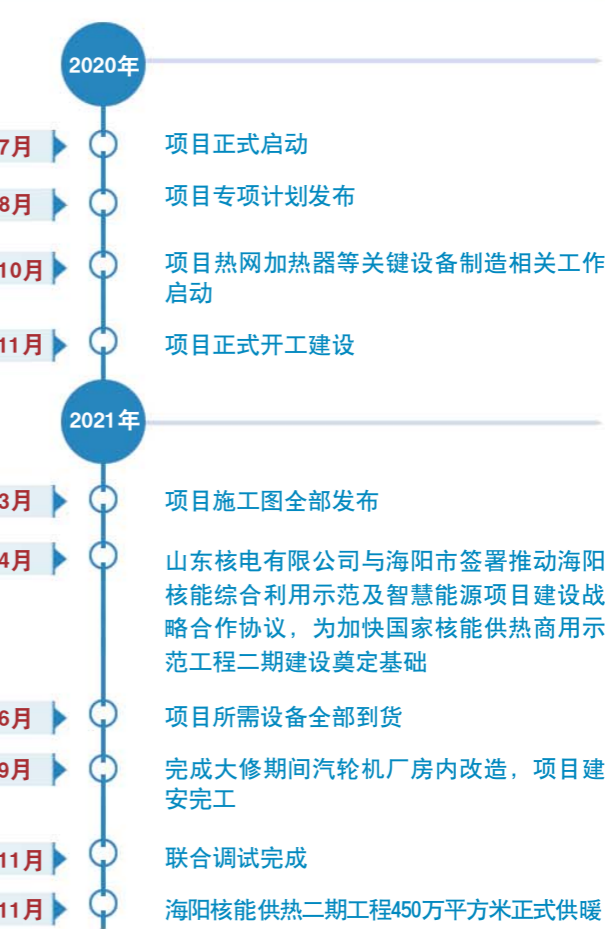 2020年
7月 项目正式启动
8月 项目专项计划发布
10月 项目热网加热器等关键设备制造相关工作
启动
11月 项目正式开工建设
2021年
3月 项目施工图全部发布
4月 山东核电有限公司与海阳市签署推动海阳
核能综合利用示范及智慧能源项目建设战
略合作协议，为加快国家核能供热商用示
范工程二期建设奠定基础
6月 项目所需设备全部到货
9月 完成大修期间汽轮机厂房内改造，项目建
安完工
11月 联合调试完成
11月 海阳核能供热二期工程450万平方米正式供暖